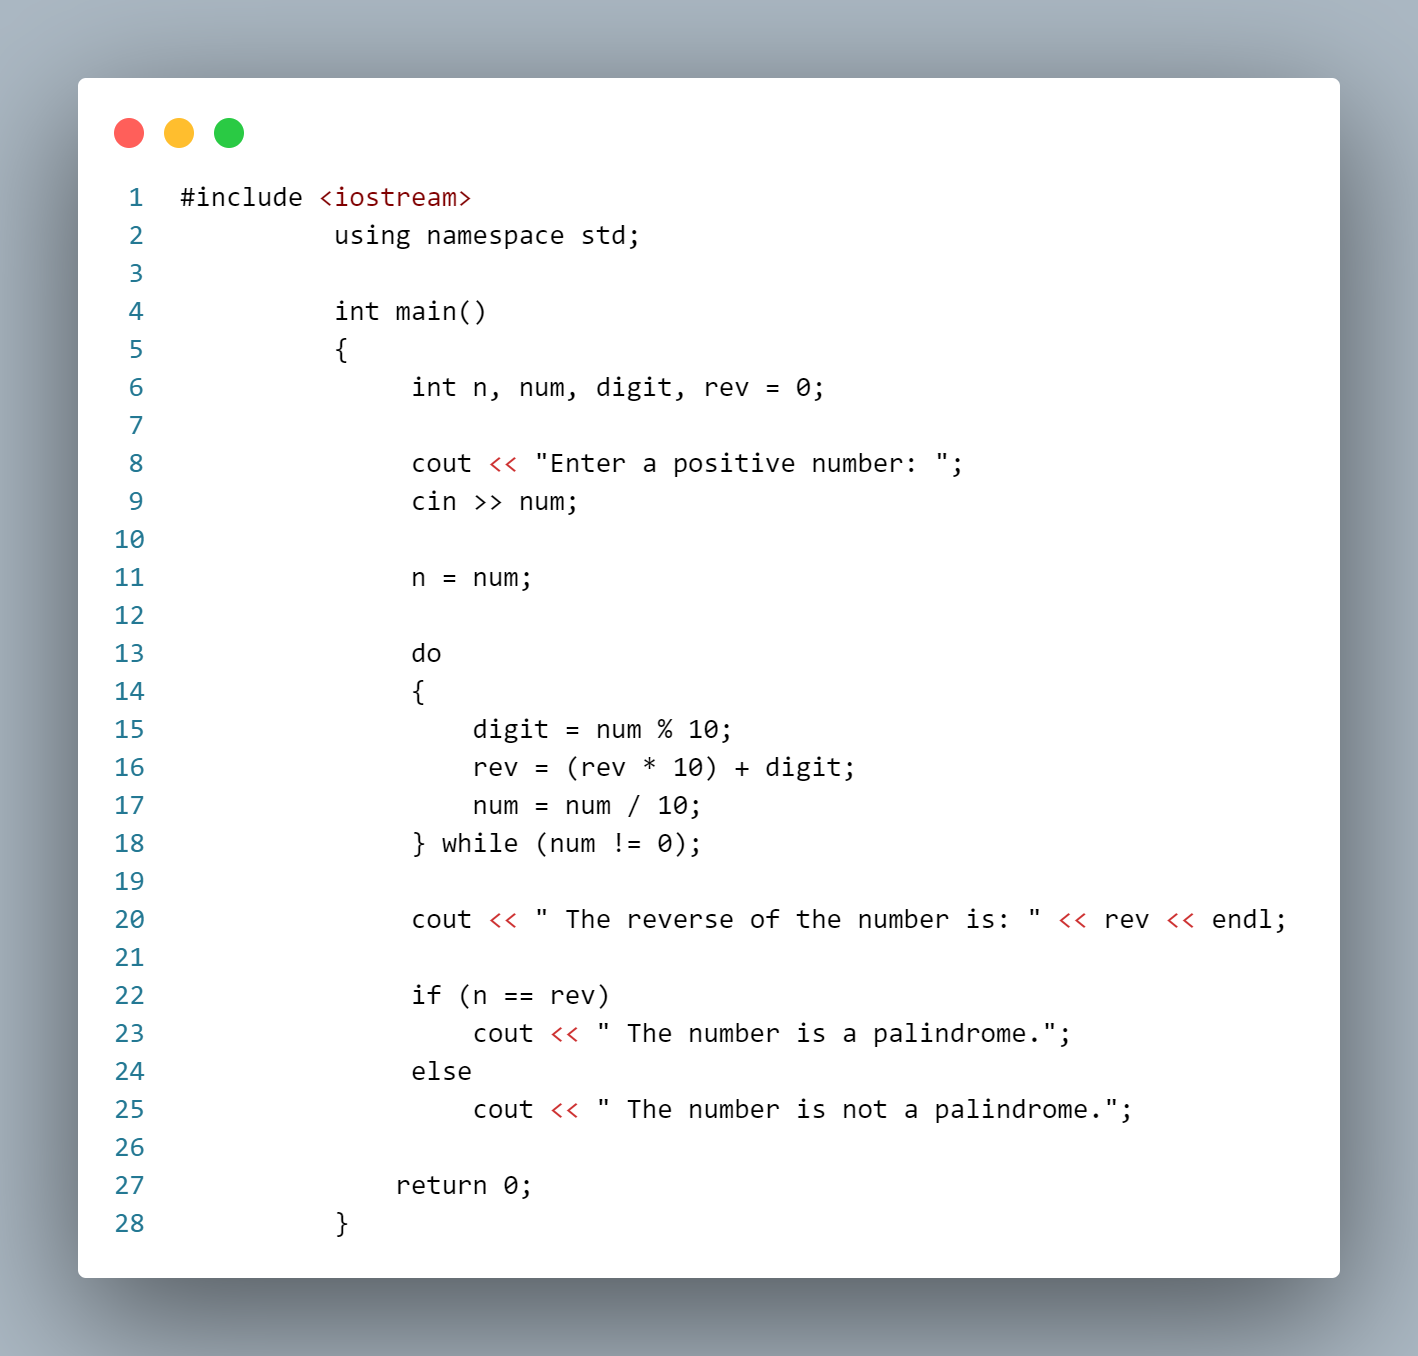 1 #include <iostream>
2 using namespace std;
3
4 int main()
5 {
6 int n, num, digit, rev = 0;
7
8 cout << "Enter a positive number: ";
9 cin >> num;
10
11 n = num;
12
13 do
14 {
15 digit = num % 10;
16 rev = (rev * 10) + digit;
17 num = num / 10;
18 } while (num != 0);
19
20 cout << " The reverse of the number is: " << rev << endl;
21
22 if (n == rev)
23 cout << " The number is a palindrome.";
24 else
25 cout << " The number is not a palindrome.";
26
27 return 0;
28 }